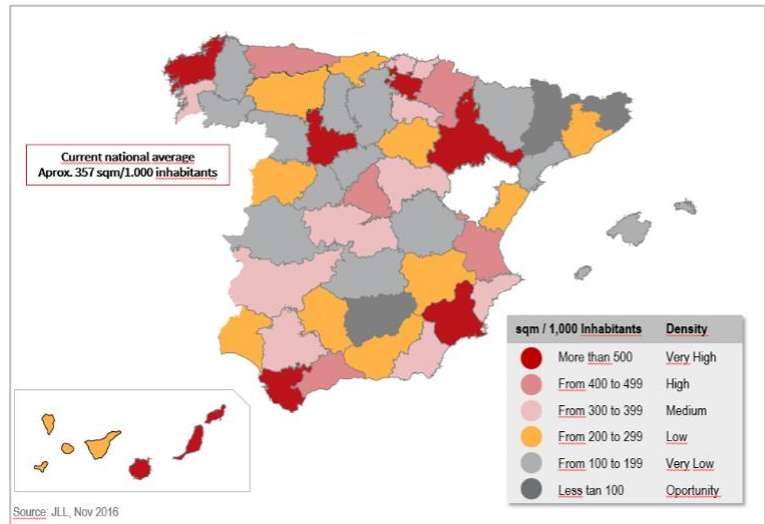 Current national average
Aprox. 357 sqm/1.000 inhabitants
sqm / 1,000 Inhabitants Density
More than 500 Very High
From 400 to 499 High
From 300 to 399 Medium
From 200 to 299 Low
From 100 to 199 Very Low
Less tan 100 Oportunity
Source: JLL, Nov 2016